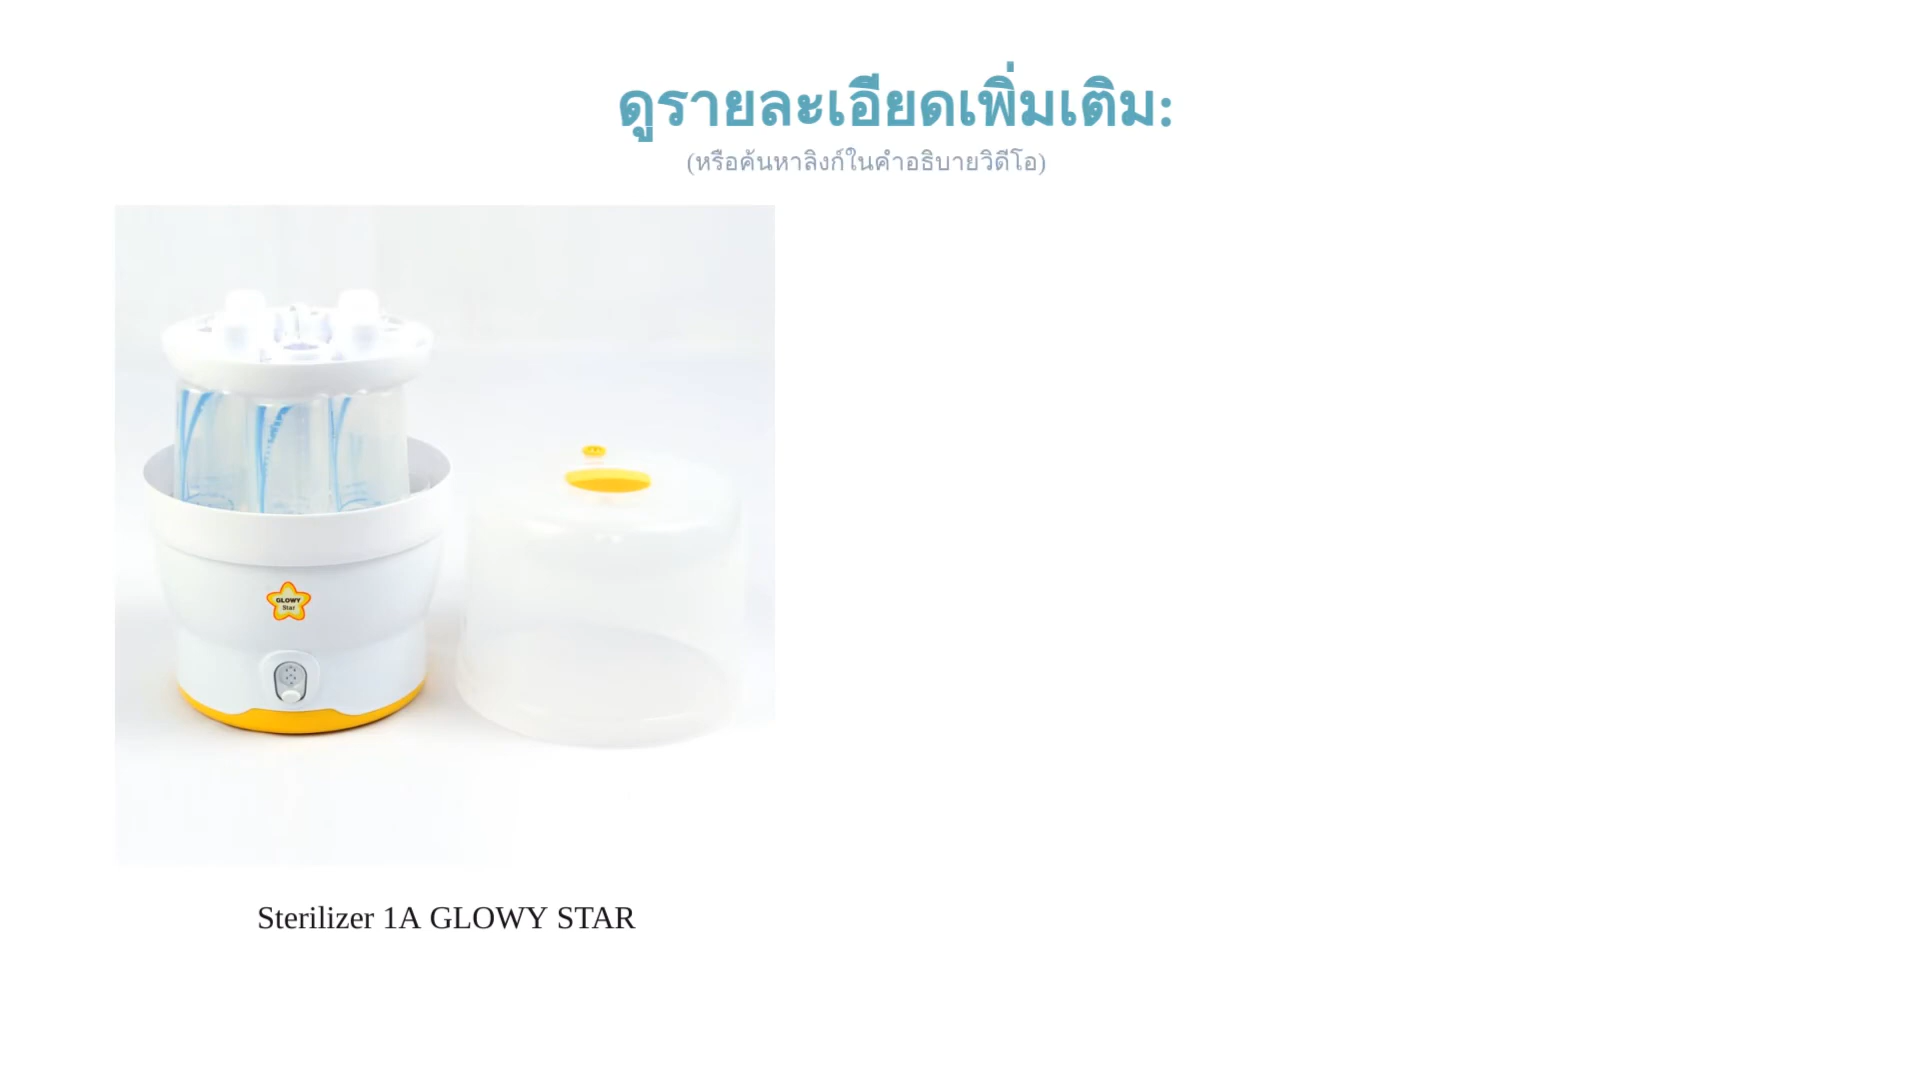 ดูรายละเอียดเพิ่มเติม:
(หรือค้นหาลิงก์ในคำอธิบายวิดีโอ)
GLOWY
Star
Sterilizer 1A GLOWY STAR